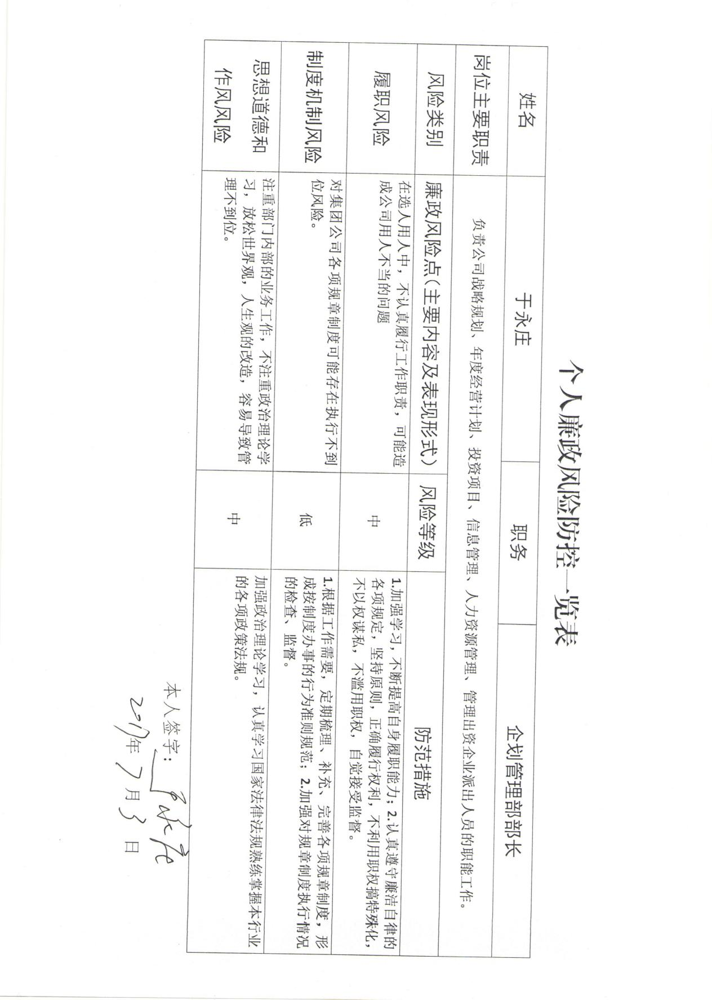 个人廉政风险防控一览表
姓名 于永庄 职务 企划管理部部长
岗位主要职责 负责公司战略规划、年度经营计划、投资项目、信息管理、人力资源管理、管理出资企业派出人员的职能工作。
风险类别 廉政风险点（主要内容及表现形式） 风险等级 防范措施
履职风险
在选人用人中，不认真履行工作职责，可能造
成公司用人不当的问题
中
1.加强学习，不断提高自身履职能力；2.认真遵守廉洁自律的
各项规定，坚持原则，正确履行权利，不利用职权搞特殊化，
不以权谋私，不滥用职权，自觉接受监督。
制度机制风险
对集团公司各项规章制度可能存在执行不到
位风险。
低
1.根据工作需要，定期梳理、补充、完善各项规章制度，形
成按制度办事的行为准则规范；2.加强对规章制度执行情况
的检查、监督。
思想道德和
作风风险
注重部门内部的业务工作，不注重政治理论学
习，放松世界观，人生观的改造，容易导致管
理不到位。
中
加强政治理论学习，认真学习国家法律法规熟练掌握本行业
的各项政策法规。
本人签字：于永庄
2017年7月3日